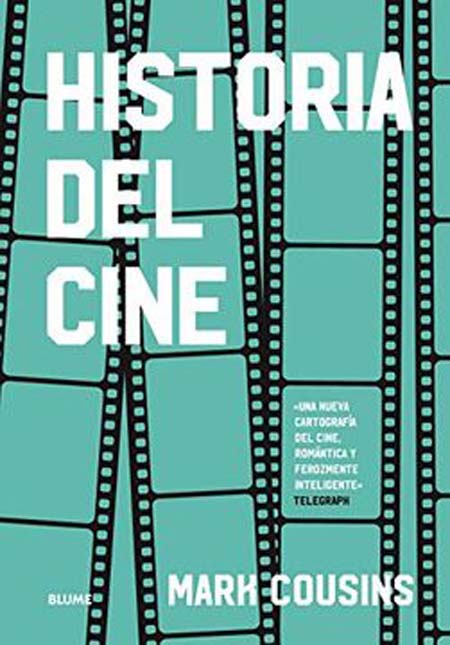 HISTORIA
DEL
CINE
«UNA NUEVA
CARTOGRAFÍA
DEL CINE,
ROMÁNTICA Y
FEROZMENTE
INTELIGENTE»
TELEGRAPH
BLUME
MARK COUSINS